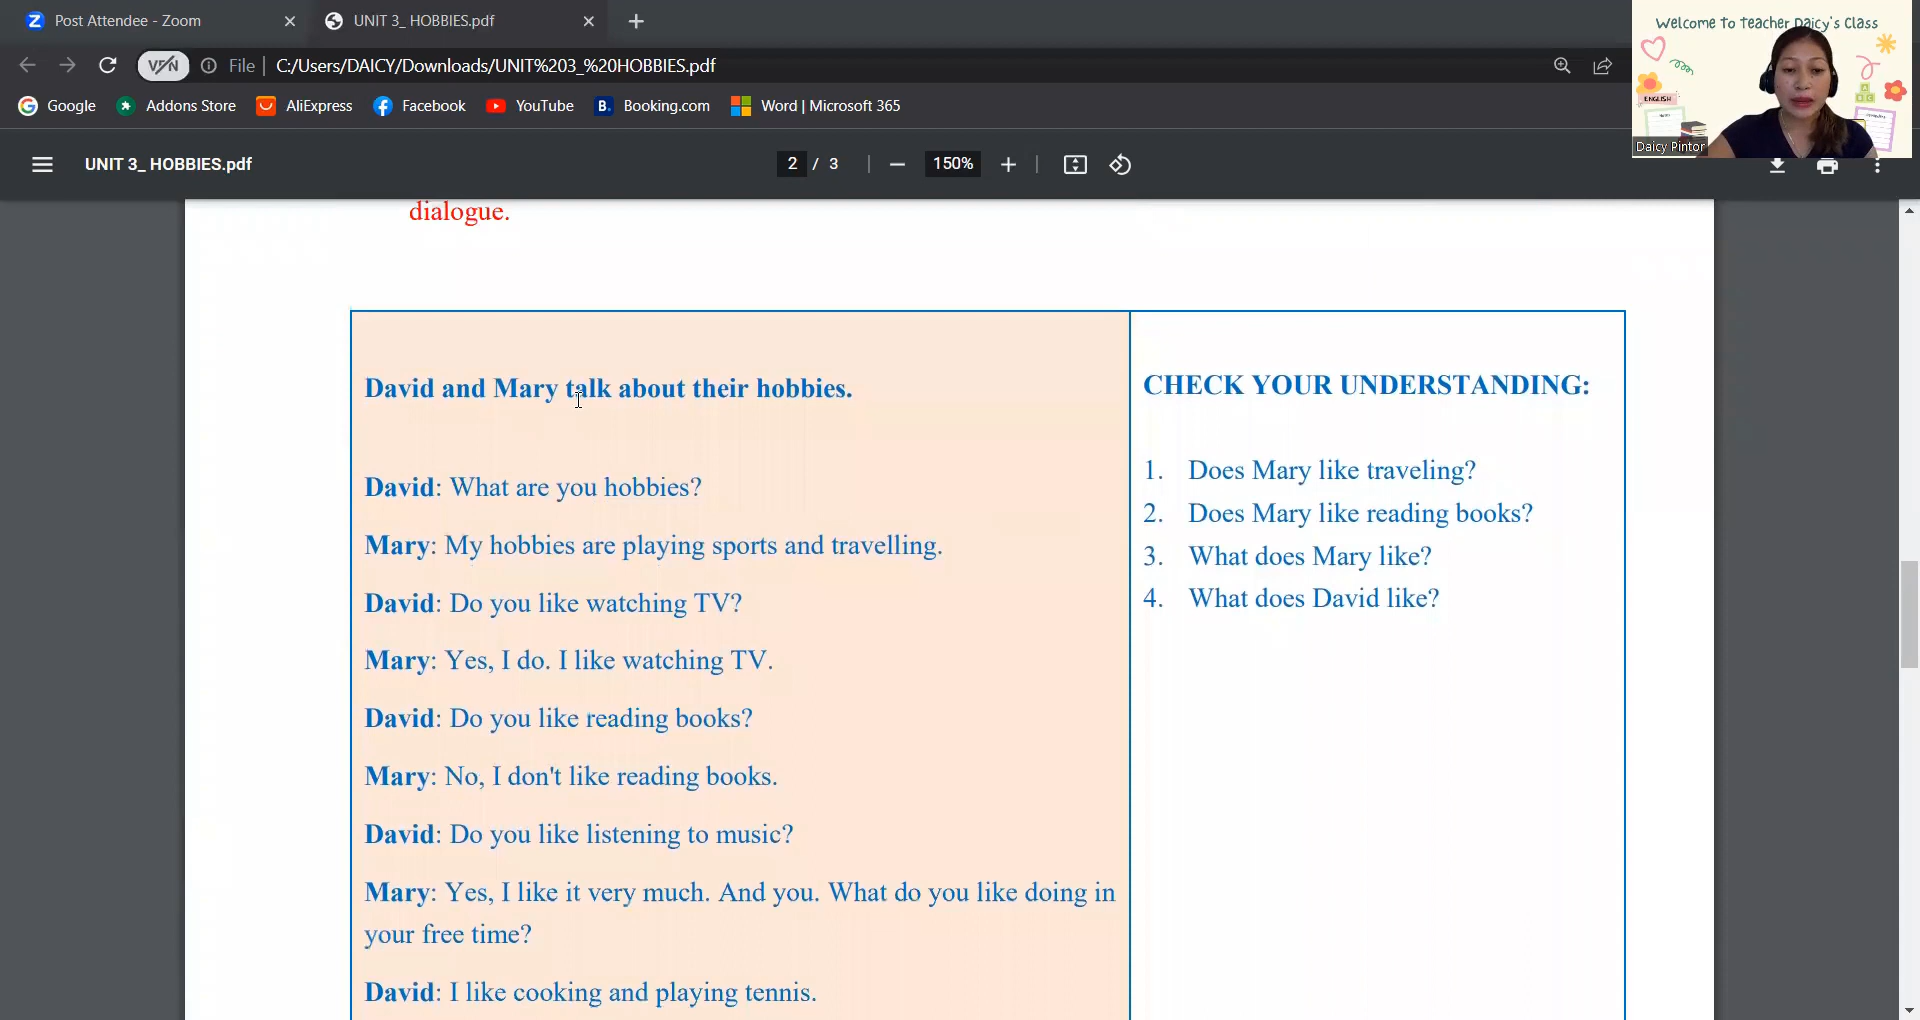 Post Attendee - Zoom
UNIT 3_ HOBBIES.pdf
Welcome to Teacher Daicy's Class
VPN
File
C:/Users/DAICY/Downloads/UNIT%203_%20HOBBIES.pdf
Google
Addons Store
AliExpress
Facebook
B. Booking.com
YouTube
Word | Microsoft 365
ENGLISH
Daicy Pintor
UNIT 3_ HOBBIES.pdf
2 / 3
150%
dialogue.
David and Mary talk about their hobbies.
David: What are you hobbies?
Mary: My hobbies are playing sports and travelling.
David: Do you like watching TV?
Mary: Yes, I do. I like watching TV.
David: Do you like reading books?
Mary: No, I don't like reading books.
David: Do you like listening to music?
Mary: Yes, I like it very much. And you. What do you like doing in
your free time?
David: I like cooking and playing tennis.
CHECK YOUR UNDERSTANDING:
1. Does Mary like traveling?
2. Does Mary like reading books?
3. What does Mary like?
4. What does David like?